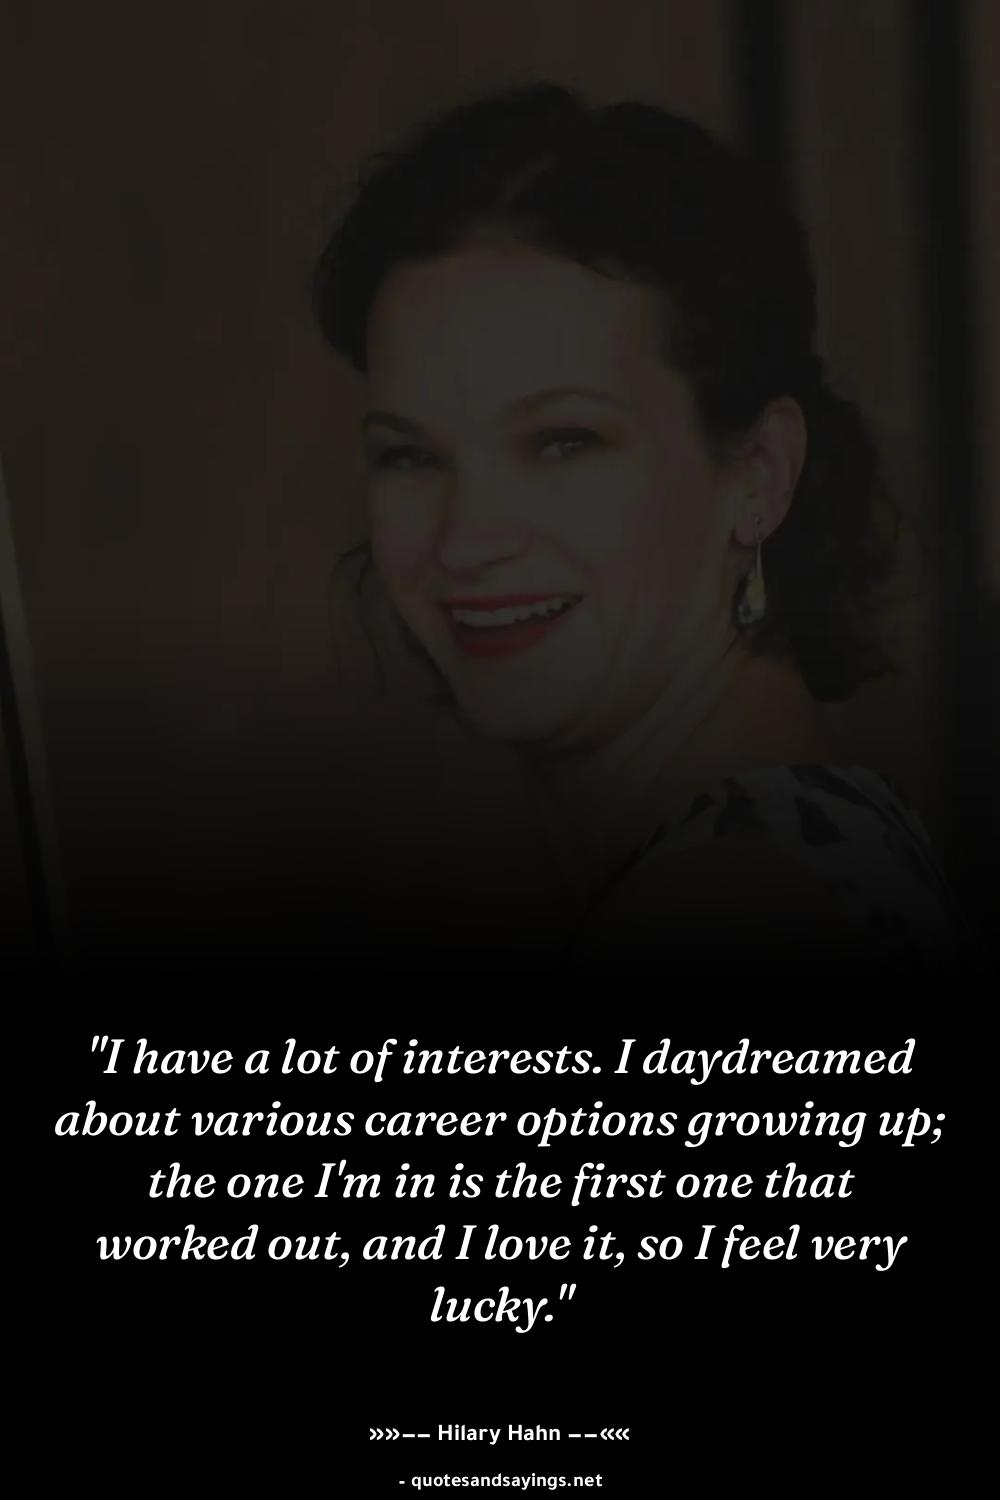 "I have a lot of interests. I daydreamed
about various career options growing up;
the one I'm in is the first one that
worked out, and I love it, so I feel very
lucky."
»»–– Hilary Hahn ––««
- quotesandsayings.net